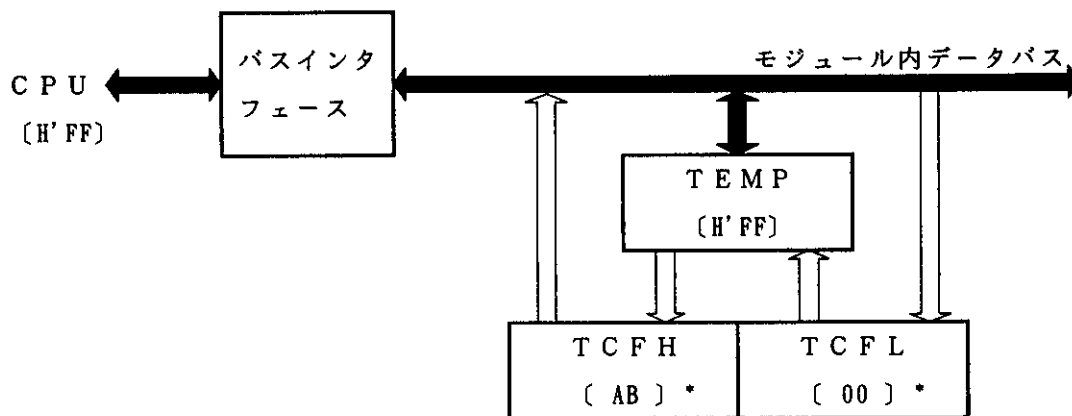 バスインタ
フェース
モジュール内データバス
CPU
〔H'FF〕
TEMP
〔H'FF〕
TCFH
〔 AB 〕*
TCFL
〔 00 〕*